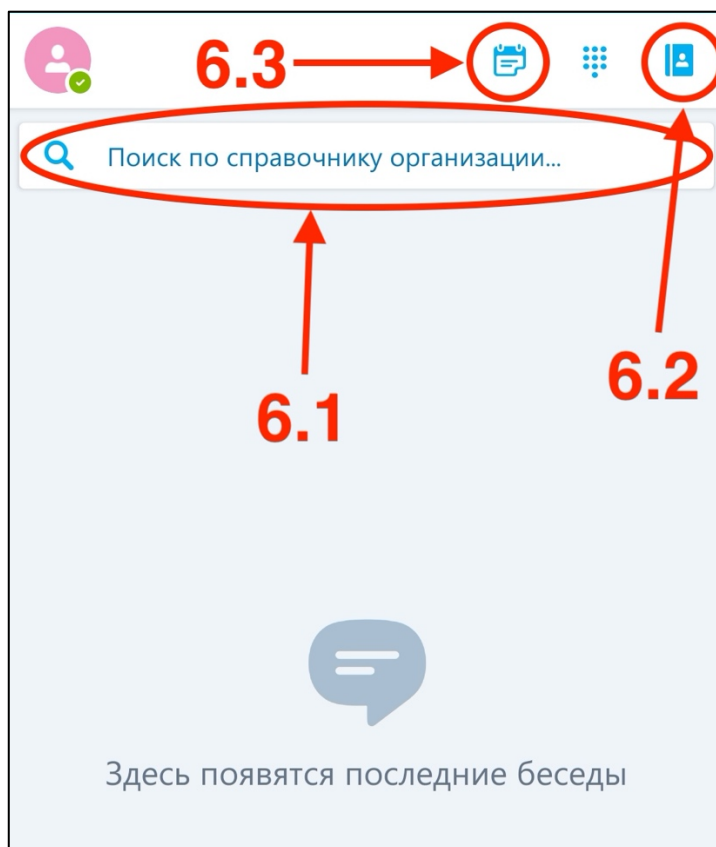 6.3
Поиск по справочнику организации...
6.2
6.1
Здесь появятся последние беседы